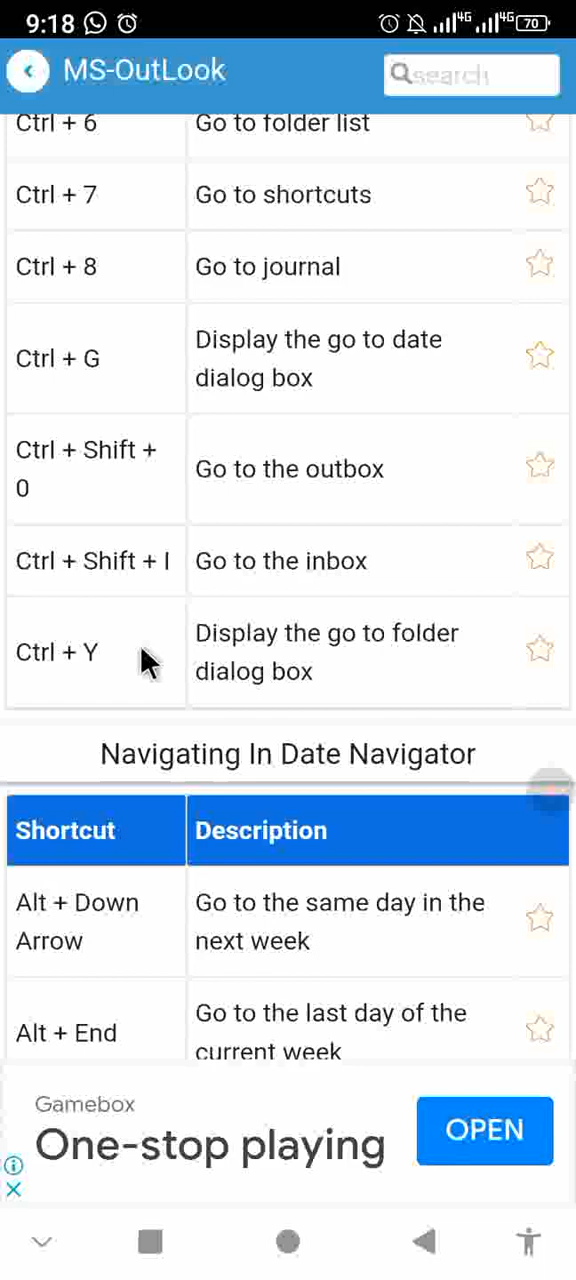 9:18
4G 4G 70
MS-OutLook
search
Ctrl + 6 Go to folder list
Ctrl + 7 Go to shortcuts
Ctrl + 8 Go to journal
Ctrl + G Display the go to date
dialog box
Ctrl + Shift +
0 Go to the outbox
Ctrl + Shift + I Go to the inbox
Ctrl + Y Display the go to folder
dialog box
Navigating In Date Navigator
Shortcut Description
Alt + Down
Arrow Go to the same day in the
next week
Alt + End Go to the last day of the
current week
Gamebox
One-stop playing
OPEN